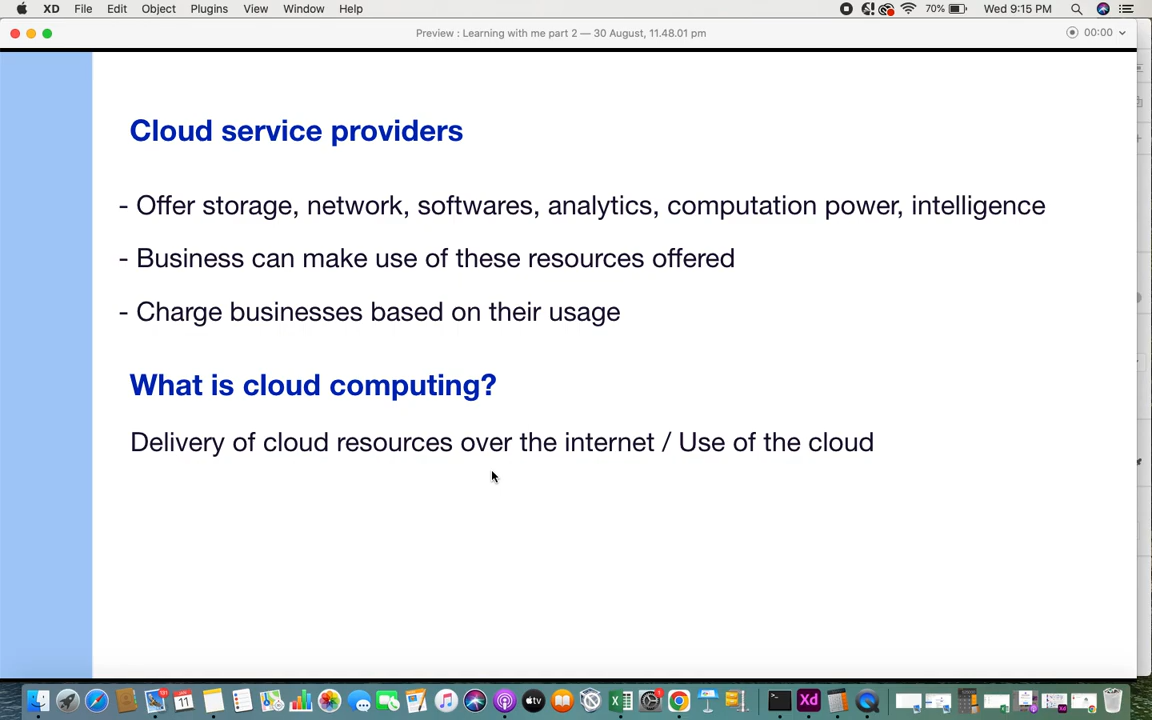 XD File Edit Object Plugins View Window Help 70% Wed 9:15 PM
Preview : Learning with me part 2 — 30 August, 11.48.01 pm 00:00
Cloud service providers
- Offer storage, network, softwares, analytics, computation power, intelligence
- Business can make use of these resources offered
- Charge businesses based on their usage
What is cloud computing?
Delivery of cloud resources over the internet / Use of the cloud
tv Xd